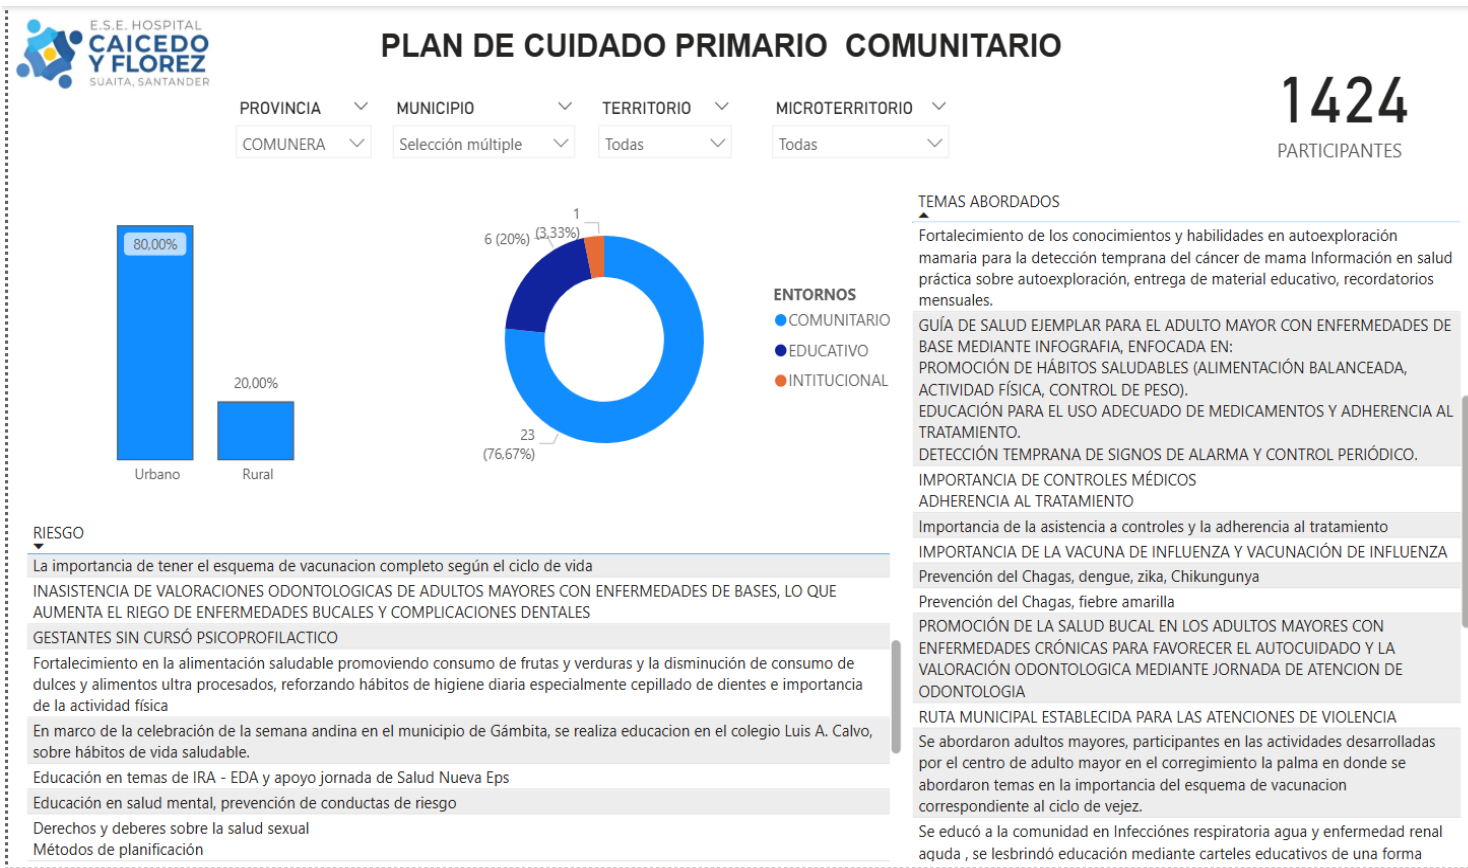 E.S.E. HOSPITAL
CAICEDO
Y FLOREZ
SUAITA, SANTANDER
PLAN DE CUIDADO PRIMARIO COMUNITARIO
PROVINCIA
COMUNERA
MUNICIPIO
Selección múltiple
TERRITORIO
Todas
MICROTERRITORIO
Todas
1424
PARTICIPANTES
80,00%
20,00%
Urbano
Rural
1
(3,33%)
6 (20%)
23
(76,67%)
ENTORNOS
COMUNITARIO
EDUCATIVO
INTITUCIONAL
RIESGO
La importancia de tener el esquema de vacunacion completo según el ciclo de vida
INASISTENCIA DE VALORACIONES ODONTOLOGICAS DE ADULTOS MAYORES CON ENFERMEDADES DE BASES, LO QUE
AUMENTA EL RIEGO DE ENFERMEDADES BUCALES Y COMPLICACIONES DENTALES
GESTANTES SIN CURSÓ PSICOPROFILACTICO
Fortalecimiento en la alimentación saludable promoviendo consumo de frutas y verduras y la disminución de consumo de
dulces y alimentos ultra procesados, reforzando hábitos de higiene diaria especialmente cepillado de dientes e importancia
de la actividad física
En marco de la celebración de la semana andina en el municipio de Gámbita, se realiza educacion en el colegio Luis A. Calvo,
sobre hábitos de vida saludable.
Educación en temas de IRA - EDA y apoyo jornada de Salud Nueva Eps
Educación en salud mental, prevención de conductas de riesgo
Derechos y deberes sobre la salud sexual
Métodos de planificación
TEMAS ABORDADOS
Fortalecimiento de los conocimientos y habilidades en autoexploración
mamaria para la detección temprana del cáncer de mama Información en salud
práctica sobre autoexploración, entrega de material educativo, recordatorios
mensuales.
GUÍA DE SALUD EJEMPLAR PARA EL ADULTO MAYOR CON ENFERMEDADES DE
BASE MEDIANTE INFOGRAFIA, ENFOCADA EN:
PROMOCIÓN DE HÁBITOS SALUDABLES (ALIMENTACIÓN BALANCEADA,
ACTIVIDAD FÍSICA, CONTROL DE PESO).
EDUCACIÓN PARA EL USO ADECUADO DE MEDICAMENTOS Y ADHERENCIA AL
TRATAMIENTO.
DETECCIÓN TEMPRANA DE SIGNOS DE ALARMA Y CONTROL PERIÓDICO.
IMPORTANCIA DE CONTROLES MÉDICOS
ADHERENCIA AL TRATAMIENTO
Importancia de la asistencia a controles y la adherencia al tratamiento
IMPORTANCIA DE LA VACUNA DE INFLUENZA Y VACUNACIÓN DE INFLUENZA
Prevención del Chagas, dengue, zika, Chikungunya
Prevención del Chagas, fiebre amarilla
PROMOCIÓN DE LA SALUD BUCAL EN LOS ADULTOS MAYORES CON
ENFERMEDADES CRÓNICAS PARA FAVORECER EL AUTOCUIDADO Y LA
VALORACIÓN ODONTOLOGICA MEDIANTE JORNADA DE ATENCION DE
ODONTOLOGIA
RUTA MUNICIPAL ESTABLECIDA PARA LAS ATENCIONES DE VIOLENCIA
Se abordaron adultos mayores, participantes en las actividades desarrolladas
por el centro de adulto mayor en el corregimiento la palma en donde se
abordaron temas en la importancia del esquema de vacunacion
correspondiente al ciclo de vejez.
Se educó a la comunidad en Infecciónes respiratoria agua y enfermedad renal
aguda , se lesbrindó educación mediante carteles educativos de una forma